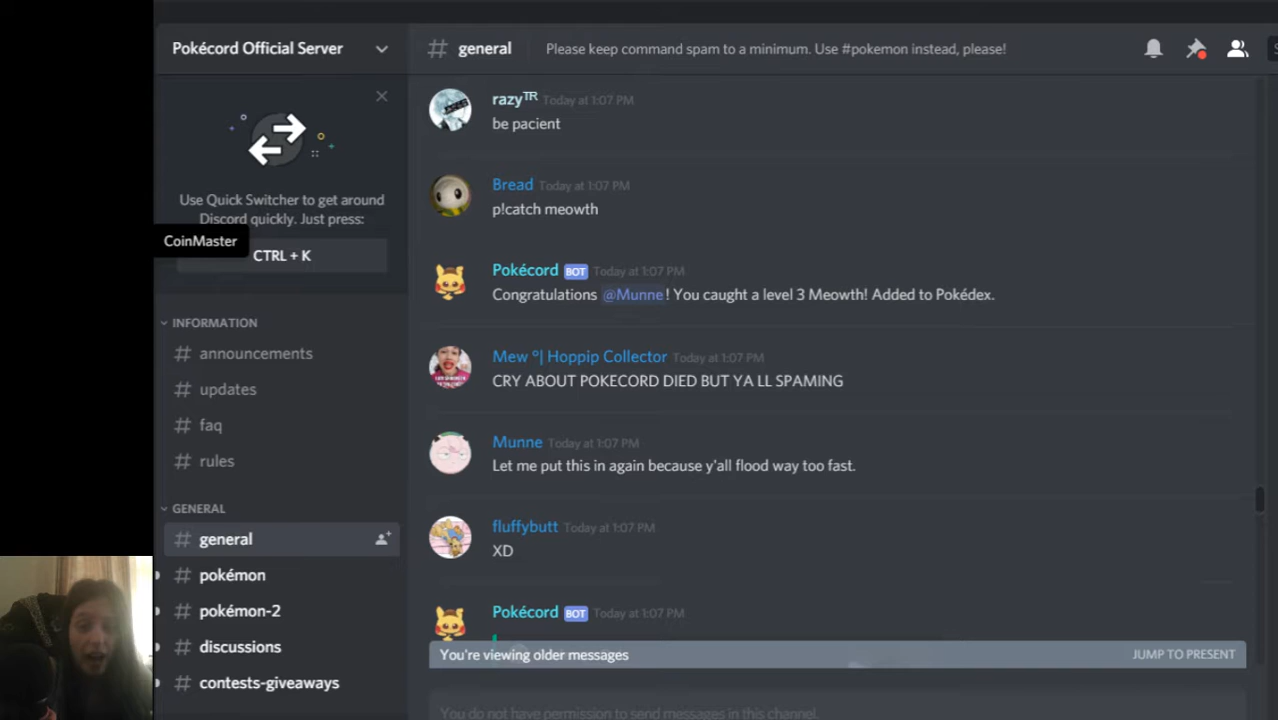 Pokécord Official Server
# general Please keep command spam to a minimum. Use #pokemon instead, please!
Use Quick Switcher to get around
Discord quickly. Just press:
CoinMaster
CTRL + K
INFORMATION
# announcements
# updates
# faq
# rules
GENERAL
# general
# pokémon
# pokémon-2
# discussions
# contests-giveaways
razyᵀᴿ Today at 1:07 PM
be pacient
Bread Today at 1:07 PM
p!catch meowth
Pokécord BOT Today at 1:07 PM
Congratulations @Munne! You caught a level 3 Meowth! Added to Pokédex.
Mew °| Hoppip Collector Today at 1:07 PM
CRY ABOUT POKECORD DIED BUT YA LL SPAMING
Munne Today at 1:07 PM
Let me put this in again because y'all flood way too fast.
fluffybutt Today at 1:07 PM
XD
Pokécord BOT Today at 1:07 PM
You're viewing older messages JUMP TO PRESENT
You do not have permission to send messages in this channel.